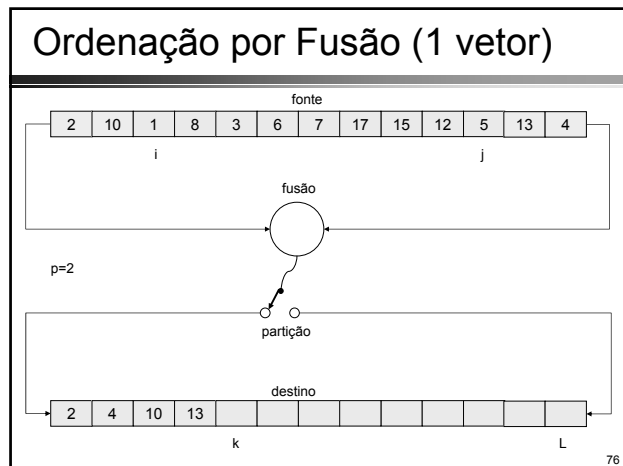 Ordenação por Fusão (1 vetor)
fonte
2 10 1 8 3 6 7 17 15 12 5 13 4
i j
fusão
p=2
partição
destino
2 4 10 13
k L
76